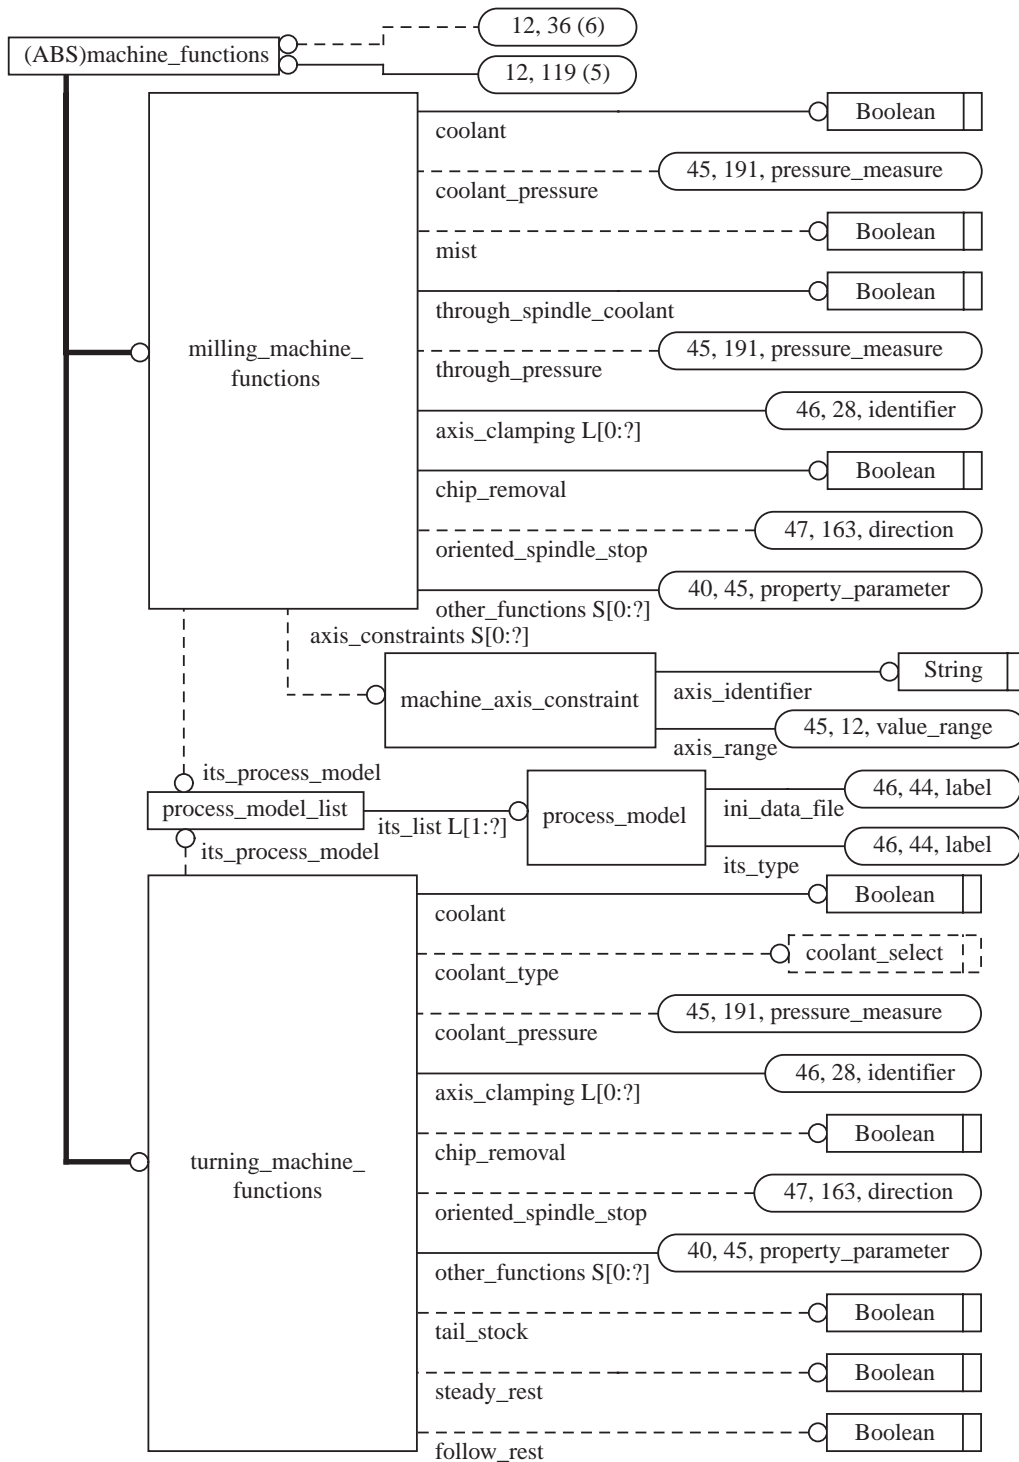 12, 36 (6)
(ABS)machine_functions
12, 119 (5)
Boolean
coolant
45, 191, pressure_measure
coolant_pressure
Boolean
mist
Boolean
through_spindle_coolant
milling_machine_
functions
45, 191, pressure_measure
through_pressure
46, 28, identifier
axis_clamping L[0:?]
Boolean
chip_removal
47, 163, direction
oriented_spindle_stop
40, 45, property_parameter
other_functions S[0:?]
axis_constraints S[0:?]
String
machine_axis_constraint
axis_identifier
45, 12, value_range
axis_range
its_process_model
46, 44, label
process_model_list
ini_data_file
its_list L[1:?]
process_model
its_process_model
46, 44, label
its_type
Boolean
coolant
coolant_select
coolant_type
45, 191, pressure_measure
coolant_pressure
46, 28, identifier
axis_clamping L[0:?]
Boolean
chip_removal
turning_machine_
functions
47, 163, direction
oriented_spindle_stop
40, 45, property_parameter
other_functions S[0:?]
Boolean
tail_stock
Boolean
steady_rest
Boolean
follow_rest